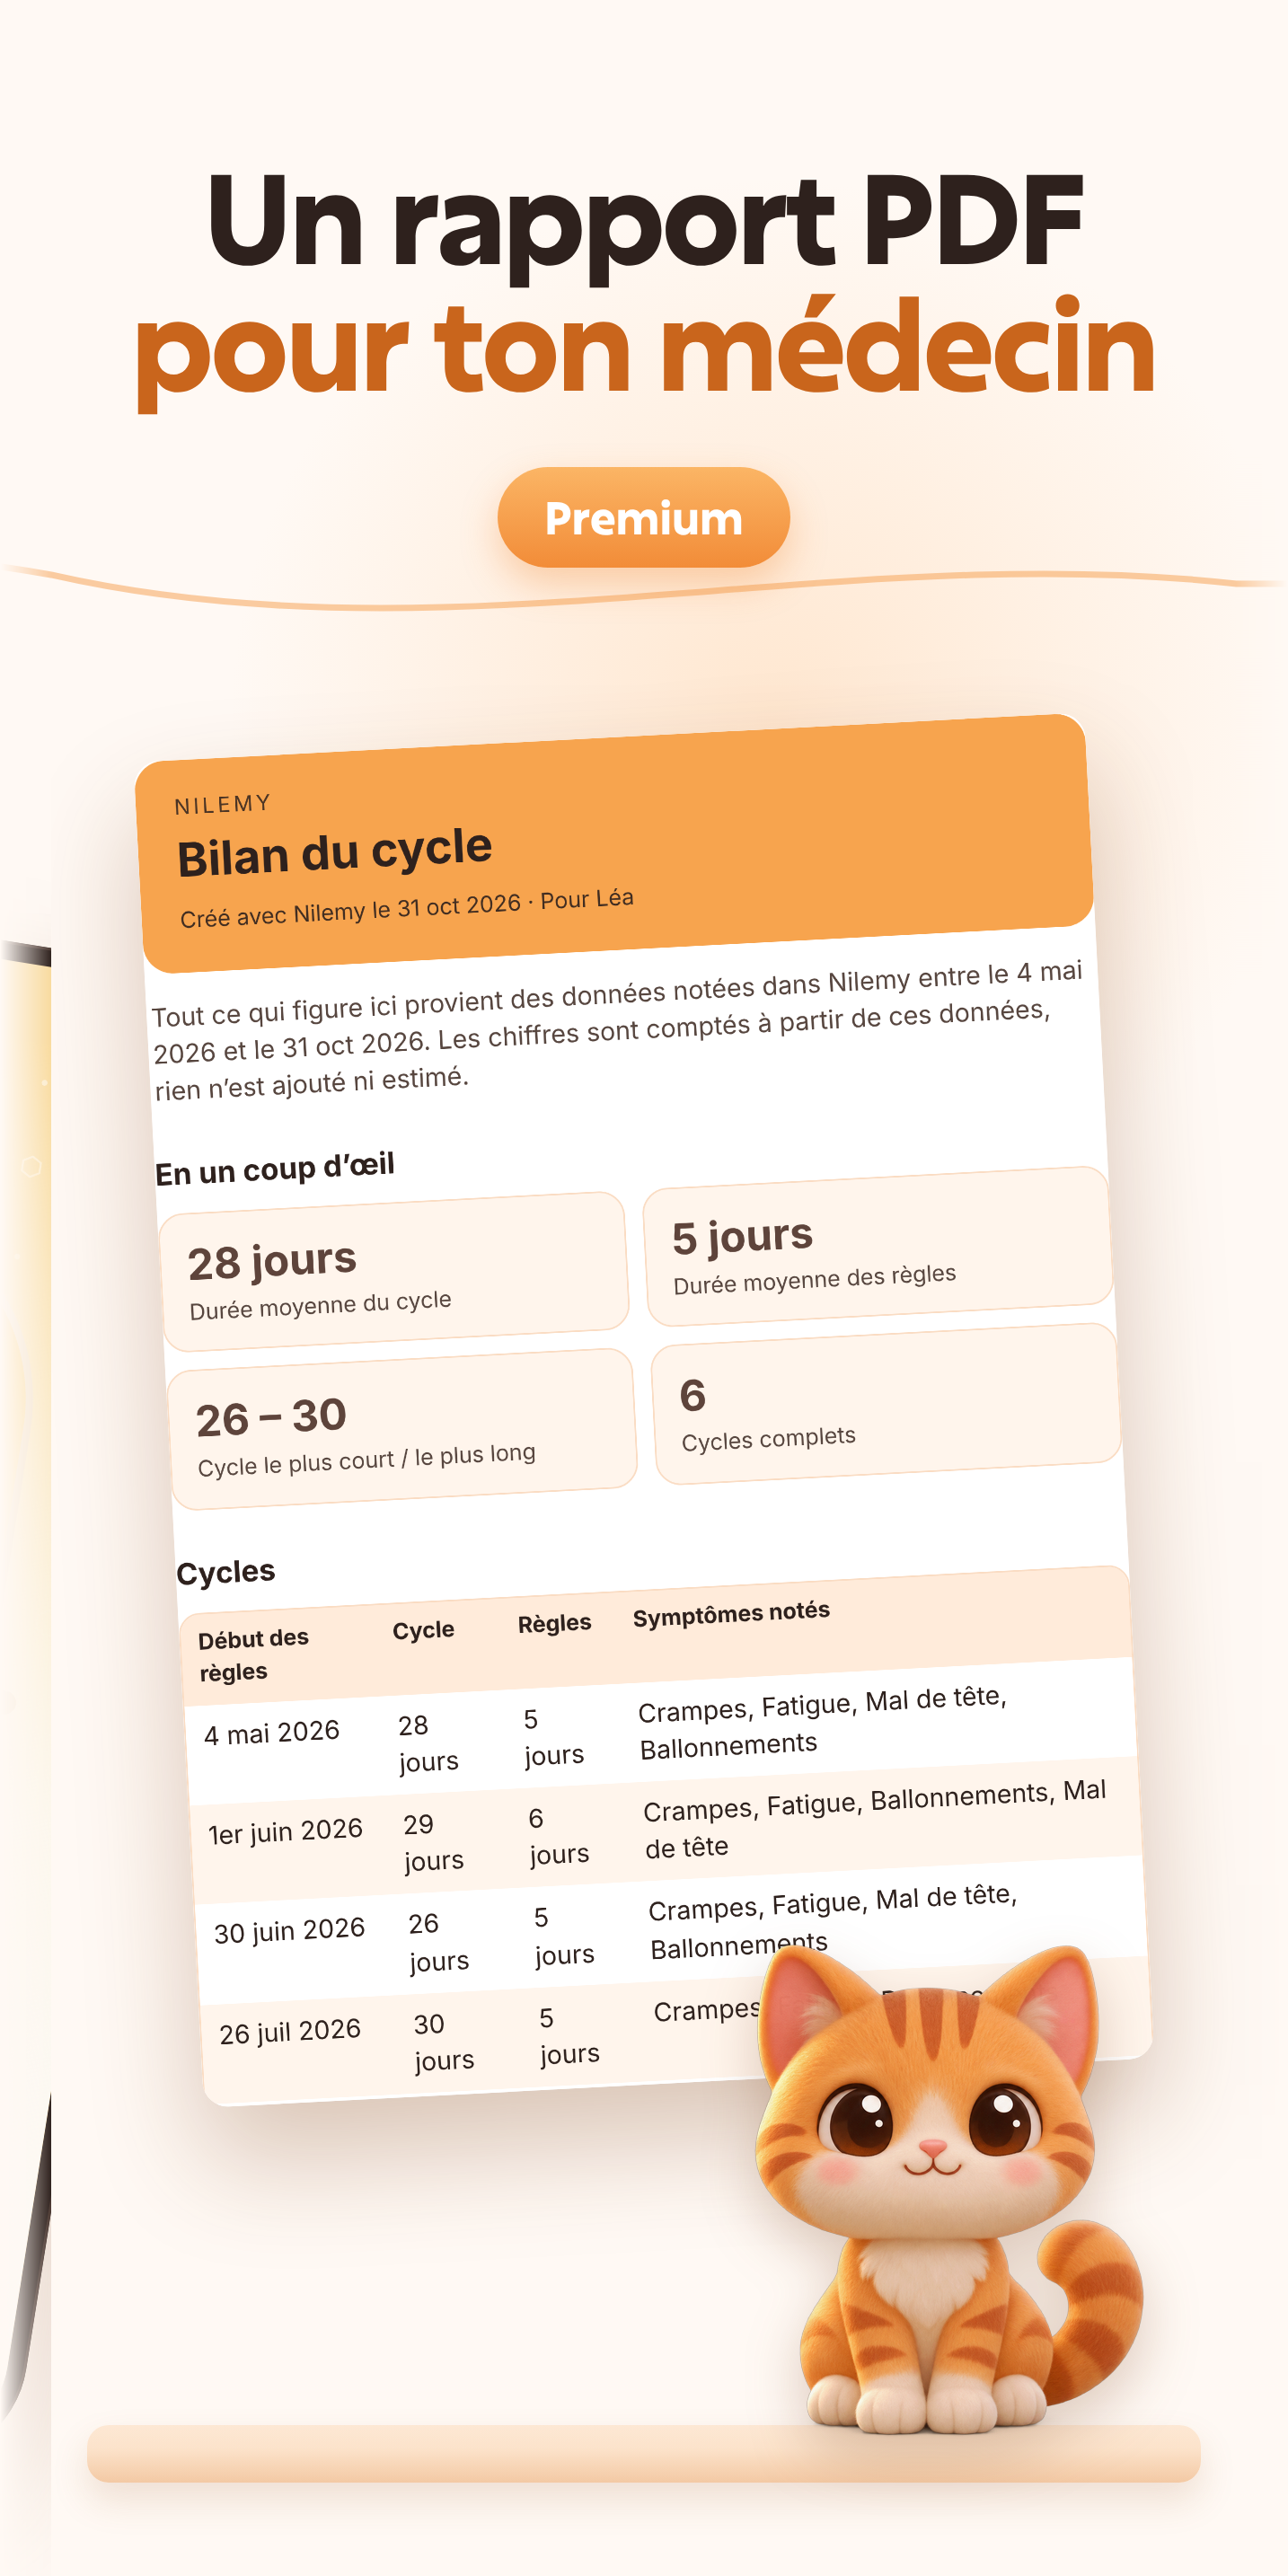 Un rapport PDF
pour ton médecin
Premium
NILEMY
Bilan du cycle
Créé avec Nilemy le 31 oct 2026 · Pour Léa
Tout ce qui figure ici provient des données notées dans Nilemy entre le 4 mai
2026 et le 31 oct 2026. Les chiffres sont comptés à partir de ces données,
rien n’est ajouté ni estimé.
En un coup d’œil
28 jours
Durée moyenne du cycle
5 jours
Durée moyenne des règles
26 – 30
Cycle le plus court / le plus long
6
Cycles complets
Cycles
Début des règles Cycle Règles Symptômes notés
4 mai 2026 28 jours 5 jours Crampes, Fatigue, Mal de tête, Ballonnements
1er juin 2026 29 jours 6 jours Crampes, Fatigue, Ballonnements, Mal de tête
30 juin 2026 26 jours 5 jours Crampes, Fatigue, Mal de tête, Ballonnements
26 juil 2026 30 jours 5 jours Crampes